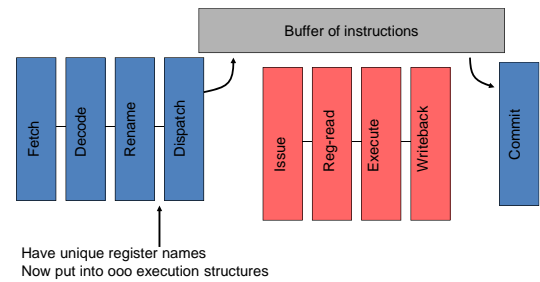 Buffer of instructions
Fetch
Decode
Rename
Dispatch
Issue
Reg-read
Execute
Writeback
Commit
Have unique register names
Now put into ooo execution structures